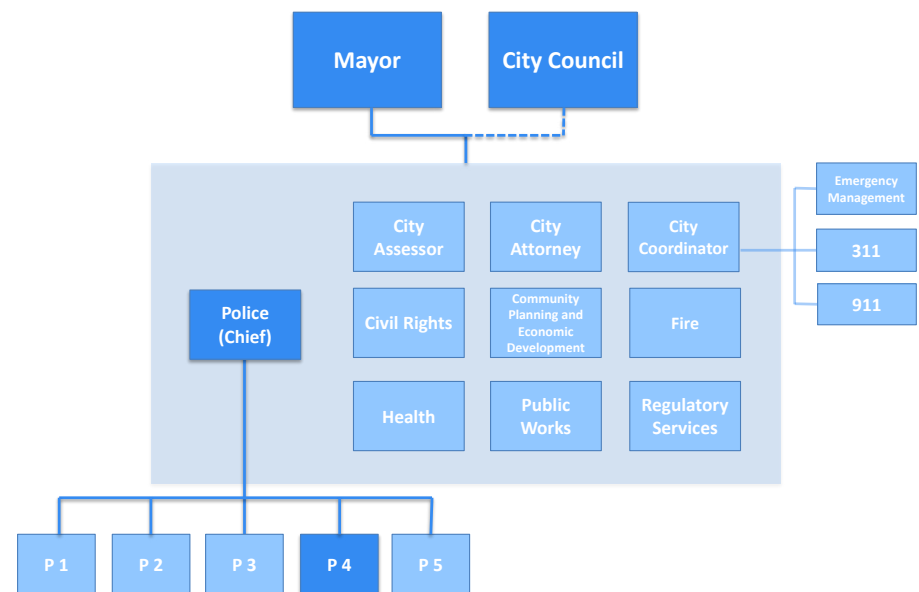 Mayor
City Council
Emergency
Management
City
Assessor
City
Attorney
City
Coordinator
311
911
Police
(Chief)
Civil Rights
Community
Planning and
Economic
Development
Fire
Health
Public
Works
Regulatory
Services
P 1
P 2
P 3
P 4
P 5